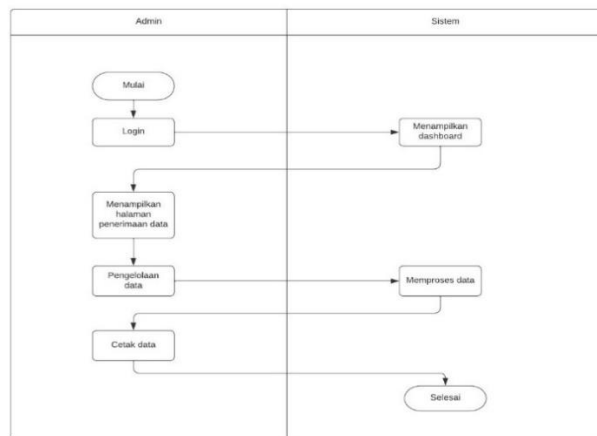 Admin
Sistem
Mulai
Login
Menampilkan
dashboard
Menampilkan
halaman
penerimaan data
Pengelolaan
data
Memproses data
Cetak data
Selesai